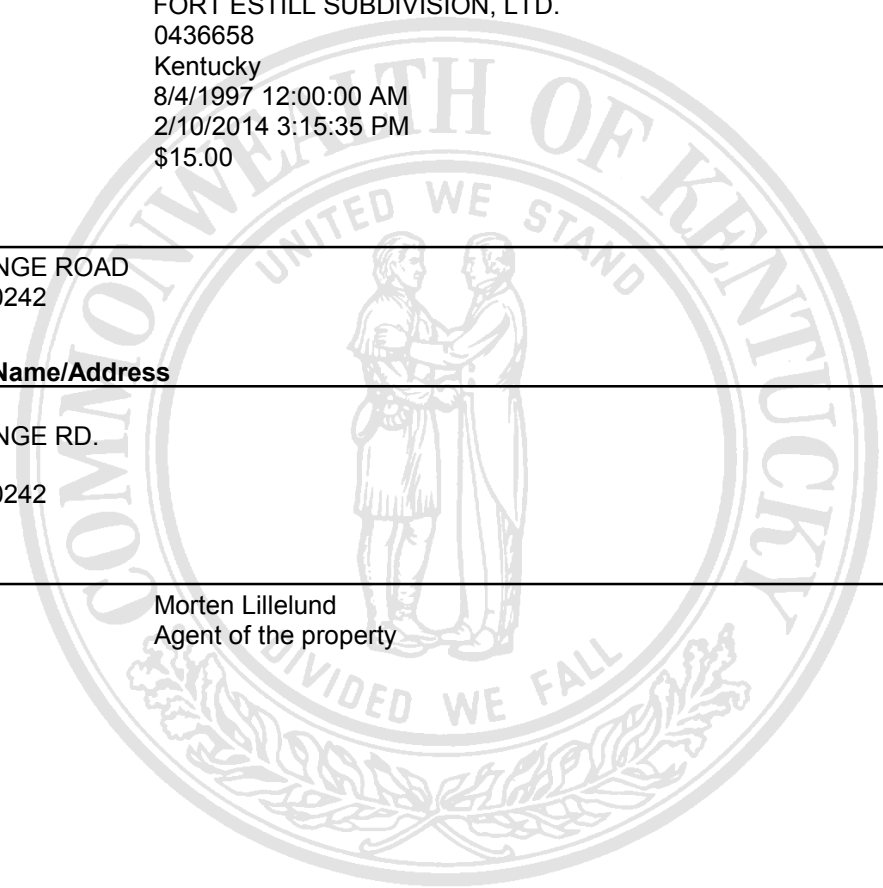 FORT ESTILL SUBDIVISION, LTD.
0436658
Kentucky
8/4/1997 12:00:00 AM
2/10/2014 3:15:35 PM
$15.00
NGE ROAD
0242
Name/Address
NGE RD.
0242
Morten Lillelund
Agent of the property
COMMONWEALTH OF KENTUCKY
UNITED WE STAND
DIVIDED WE FALL